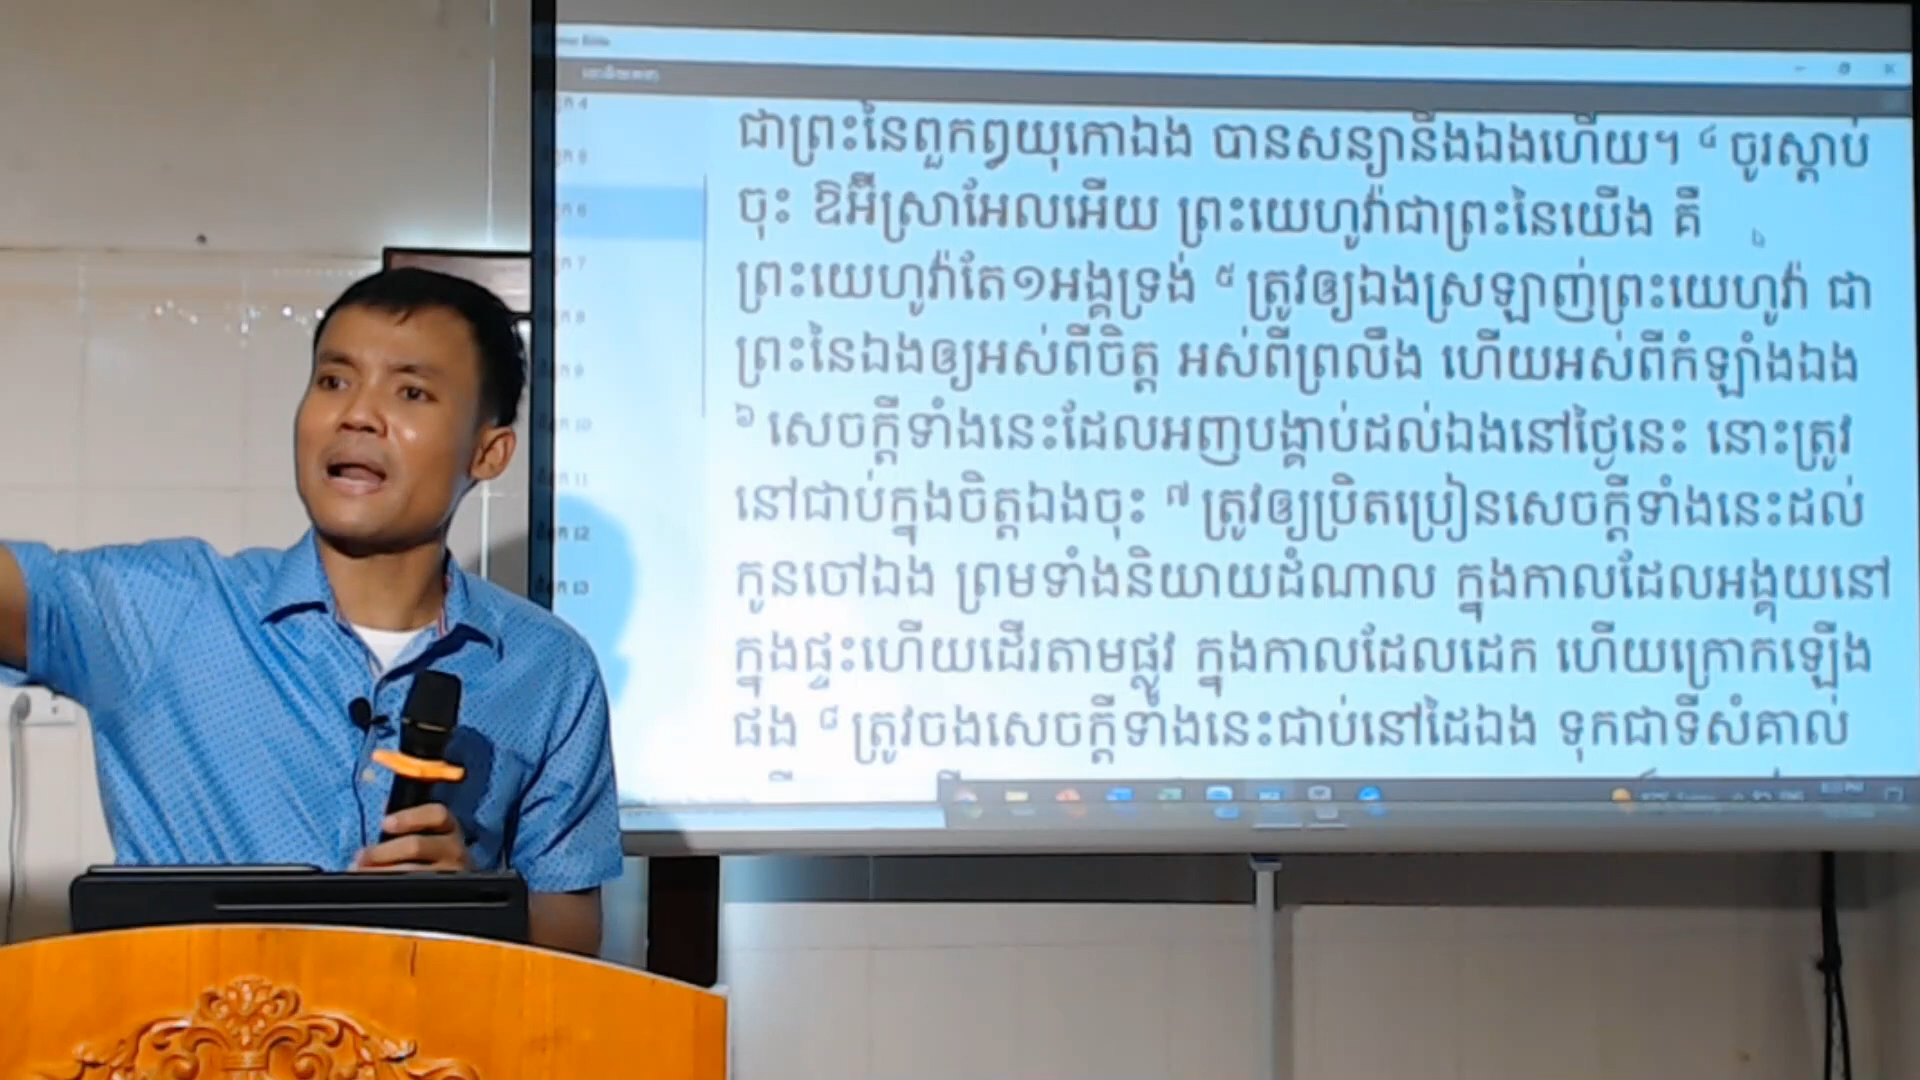 ជាព្រះនៃពួកឰយុកោឯង បានសន្យានឹងឯងហើយ។ ៤ ចូរស្តាប់
ចុះ ឱអ៊ីស្រាអែលអើយ ព្រះយេហូវ៉ាជាព្រះនៃយើង គឺ
ព្រះយេហូវ៉ាតែ១អង្គទ្រង់ ៥ ត្រូវឲ្យឯងស្រឡាញ់ព្រះយេហូវ៉ា ជា
ព្រះនៃឯងឲ្យអស់ពីចិត្ត អស់ពីព្រលឹង ហើយអស់ពីកំឡាំងឯង
៦ សេចក្តីទាំងនេះដែលអញបង្គាប់ដល់ឯងនៅថ្ងៃនេះ នោះត្រូវ
នៅជាប់ក្នុងចិត្តឯងចុះ ៧ ត្រូវឲ្យប្រិតប្រៀនសេចក្តីទាំងនេះដល់
កូនចៅឯង ព្រមទាំងនិយាយដំណាល ក្នុងកាលដែលអង្គុយនៅ
ក្នុងផ្ទះហើយដើរតាមផ្លូវ ក្នុងកាលដែលដេក ហើយក្រោកឡើង
ផង ៨ ត្រូវចងសេចក្តីទាំងនេះជាប់នៅដៃឯង ទុកជាទីសំគាល់